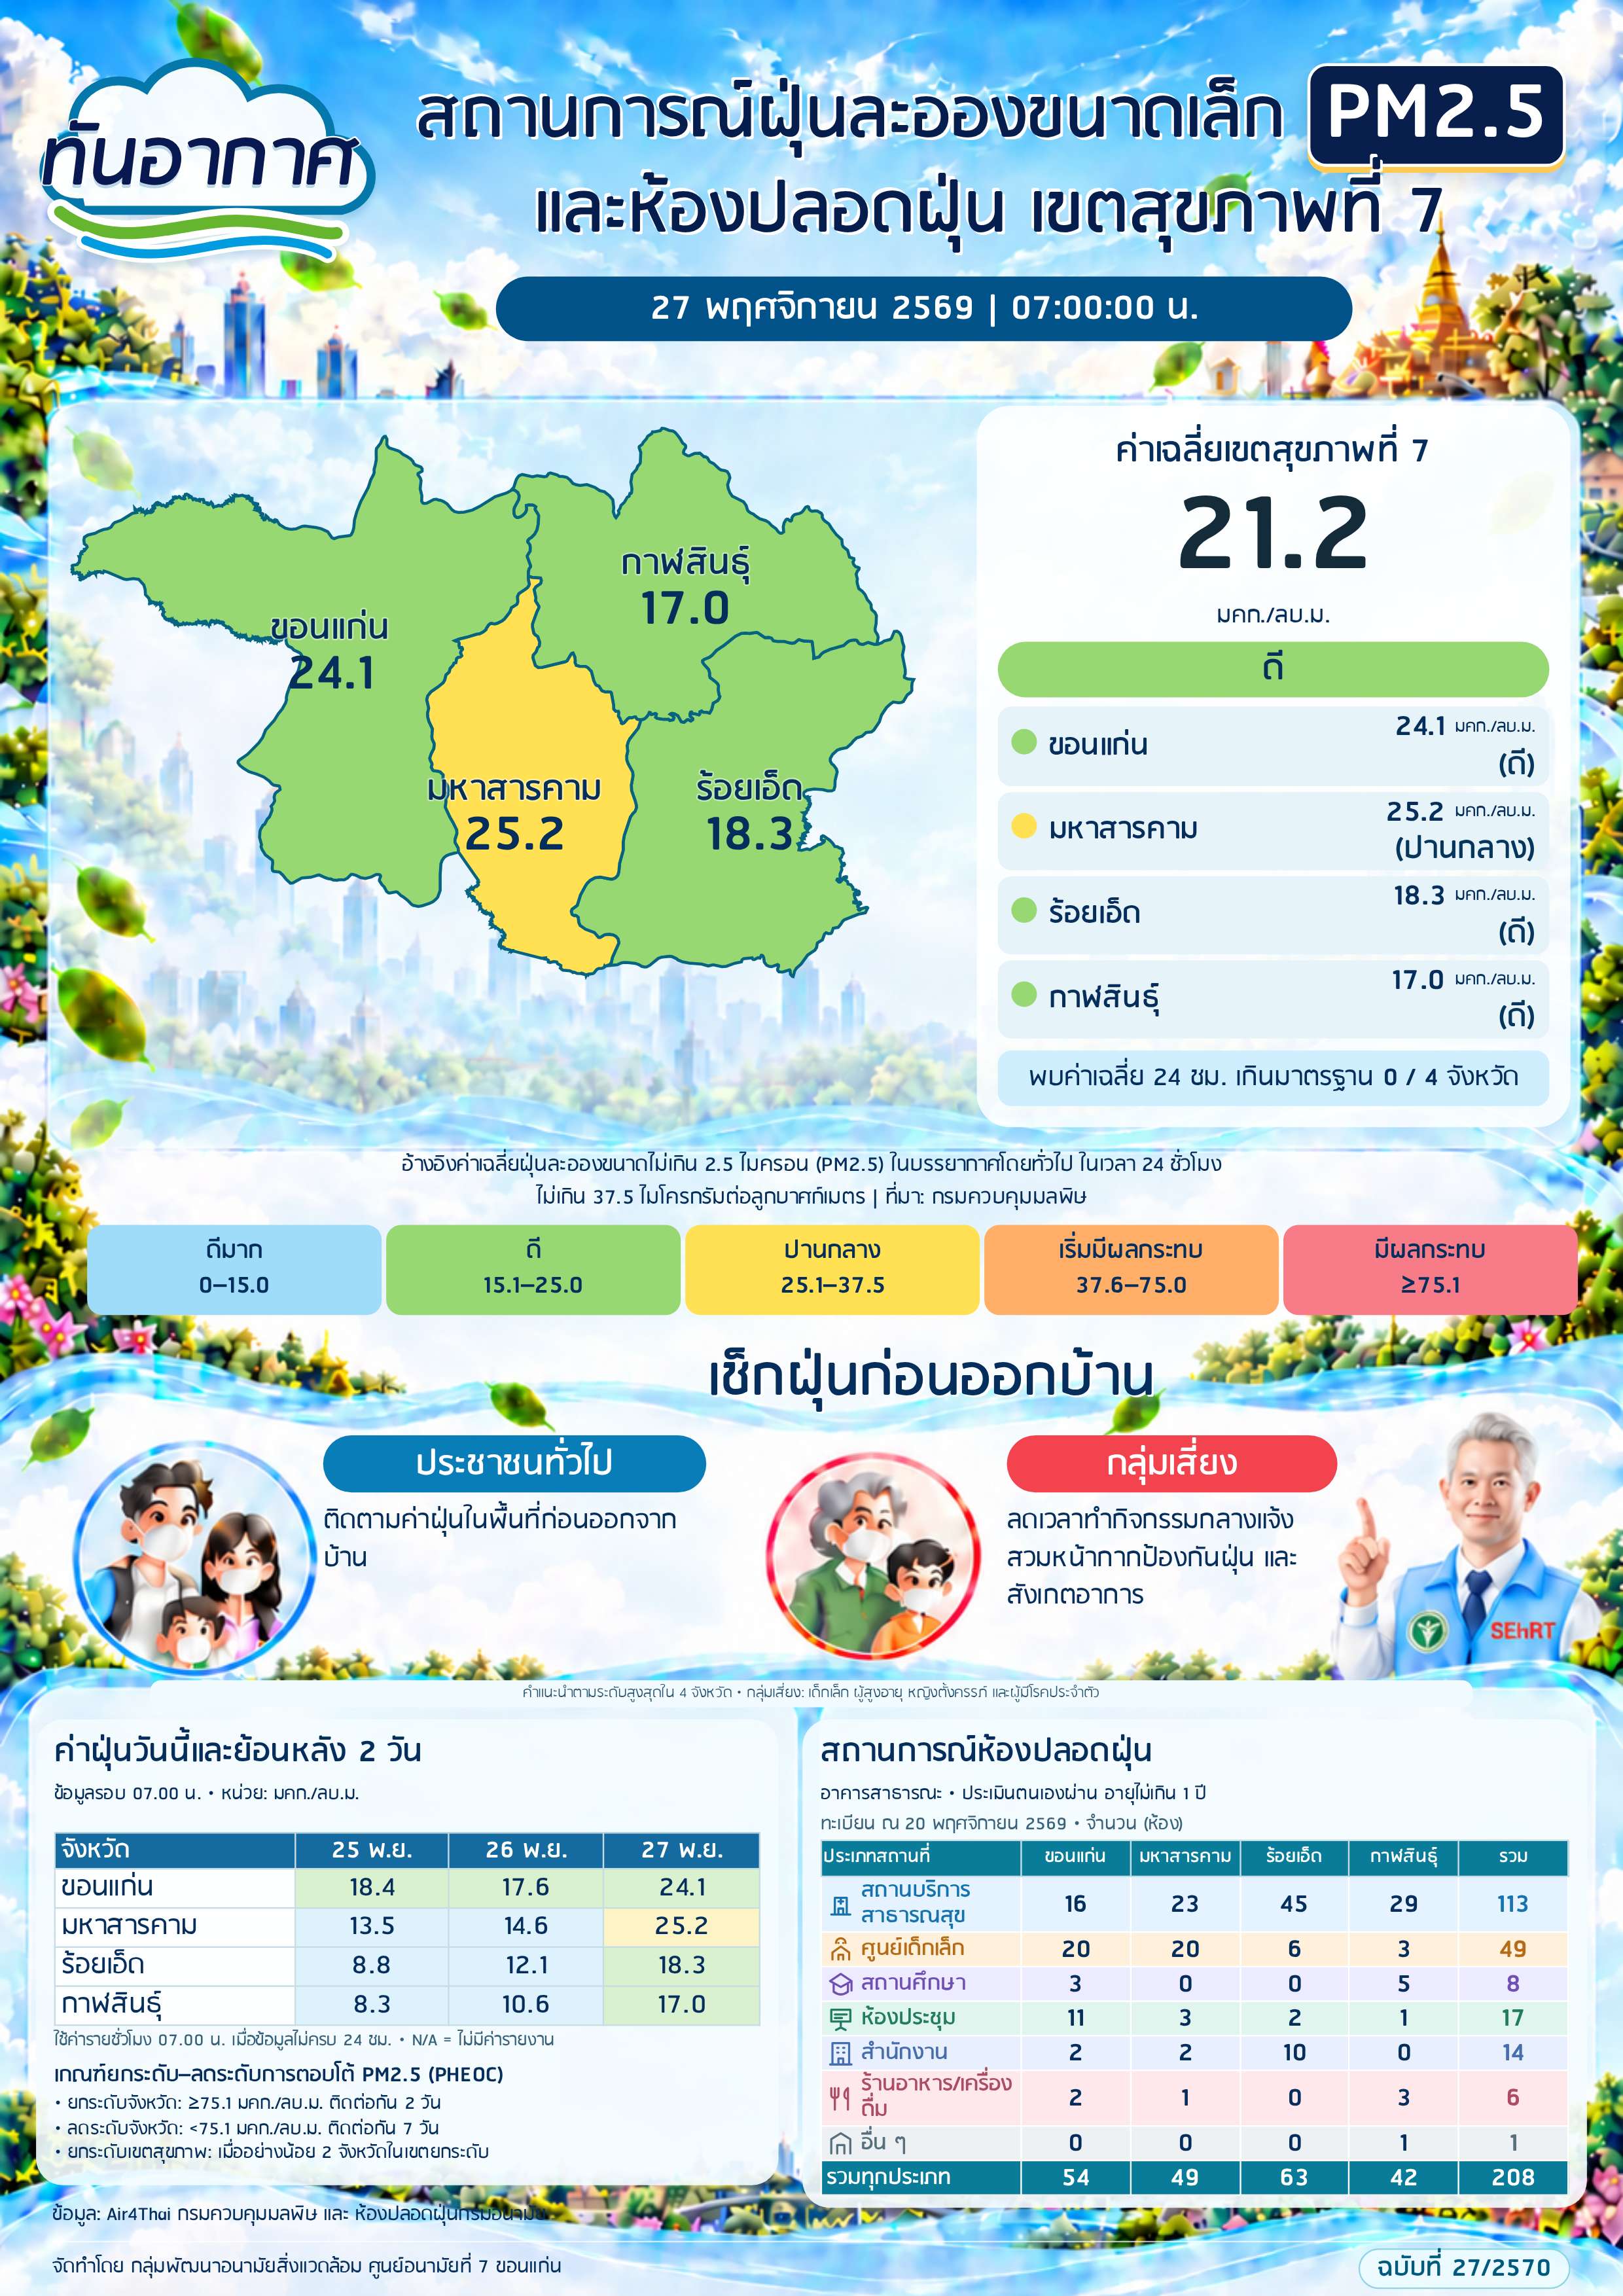 ทันอากาศ
สถานการณ์ฝุ่นละอองขนาดเล็ก PM2.5
และห้องปลอดฝุ่น เขตสุขภาพที่ 7
27 พฤศจิกายน 2569 | 07:00:00 น.
ขอนแก่น
24.1
กาฬสินธุ์
17.0
มหาสารคาม
25.2
ร้อยเอ็ด
18.3
ค่าเฉลี่ยเขตสุขภาพที่ 7
21.2
มคก./ลบ.ม.
ดี
ขอนแก่น 24.1 มคก./ลบ.ม.
(ดี)
มหาสารคาม 25.2 มคก./ลบ.ม.
(ปานกลาง)
ร้อยเอ็ด 18.3 มคก./ลบ.ม.
(ดี)
กาฬสินธุ์ 17.0 มคก./ลบ.ม.
(ดี)
พบค่าเฉลี่ย 24 ชม. เกินมาตรฐาน 0 / 4 จังหวัด
อ้างอิงค่าเฉลี่ยฝุ่นละอองขนาดไม่เกิน 2.5 ไมครอน (PM2.5) ในบรรยากาศโดยทั่วไป ในเวลา 24 ชั่วโมง
ไม่เกิน 37.5 ไมโครกรัมต่อลูกบาศก์เมตร | ที่มา: กรมควบคุมมลพิษ
ดีมาก
0–15.0
ดี
15.1–25.0
ปานกลาง
25.1–37.5
เริ่มมีผลกระทบ
37.6–75.0
มีผลกระทบ
≥75.1
เช็กฝุ่นก่อนออกบ้าน
ประชาชนทั่วไป
ติดตามค่าฝุ่นในพื้นที่ก่อนออกจาก
บ้าน
กลุ่มเสี่ยง
ลดเวลาทำกิจกรรมกลางแจ้ง
สวมหน้ากากป้องกันฝุ่น และ
สังเกตอาการ
SEhRT
คำแนะนำตามระดับสูงสุดใน 4 จังหวัด • กลุ่มเสี่ยง: เด็กเล็ก ผู้สูงอายุ หญิงตั้งครรภ์ และผู้มีโรคประจำตัว
ค่าฝุ่นวันนี้และย้อนหลัง 2 วัน
ข้อมูลรอบ 07.00 น. • หน่วย: มคก./ลบ.ม.
จังหวัด 25 พ.ย. 26 พ.ย. 27 พ.ย.
ขอนแก่น 18.4 17.6 24.1
มหาสารคาม 13.5 14.6 25.2
ร้อยเอ็ด 8.8 12.1 18.3
กาฬสินธุ์ 8.3 10.6 17.0
ใช้ค่ารายชั่วโมง 07.00 น. เมื่อข้อมูลไม่ครบ 24 ชม. • N/A = ไม่มีค่ารายงาน
เกณฑ์ยกระดับ–ลดระดับการตอบโต้ PM2.5 (PHEOC)
• ยกระดับจังหวัด: ≥75.1 มคก./ลบ.ม. ติดต่อกัน 2 วัน
• ลดระดับจังหวัด: <75.1 มคก./ลบ.ม. ติดต่อกัน 7 วัน
• ยกระดับเขตสุขภาพ: เมื่ออย่างน้อย 2 จังหวัดในเขตยกระดับ
สถานการณ์ห้องปลอดฝุ่น
อาคารสาธารณะ • ประเมินตนเองผ่าน อายุไม่เกิน 1 ปี
ทะเบียน ณ 20 พฤศจิกายน 2569 • จำนวน (ห้อง)
ประเภทสถานที่ ขอนแก่น มหาสารคาม ร้อยเอ็ด กาฬสินธุ์ รวม
สถานบริการ
สาธารณสุข 16 23 45 29 113
ศูนย์เด็กเล็ก 20 20 6 3 49
สถานศึกษา 3 0 0 5 8
ห้องประชุม 11 3 2 1 17
สำนักงาน 2 2 10 0 14
ร้านอาหาร/เครื่อง
ดื่ม 2 1 0 3 6
อื่น ๆ 0 0 0 1 1
รวมทุกประเภท 54 49 63 42 208
ข้อมูล: Air4Thai กรมควบคุมมลพิษ และ ห้องปลอดฝุ่นกรมอนามัย
จัดทำโดย กลุ่มพัฒนาอนามัยสิ่งแวดล้อม ศูนย์อนามัยที่ 7 ขอนแก่น
ฉบับที่ 27/2570